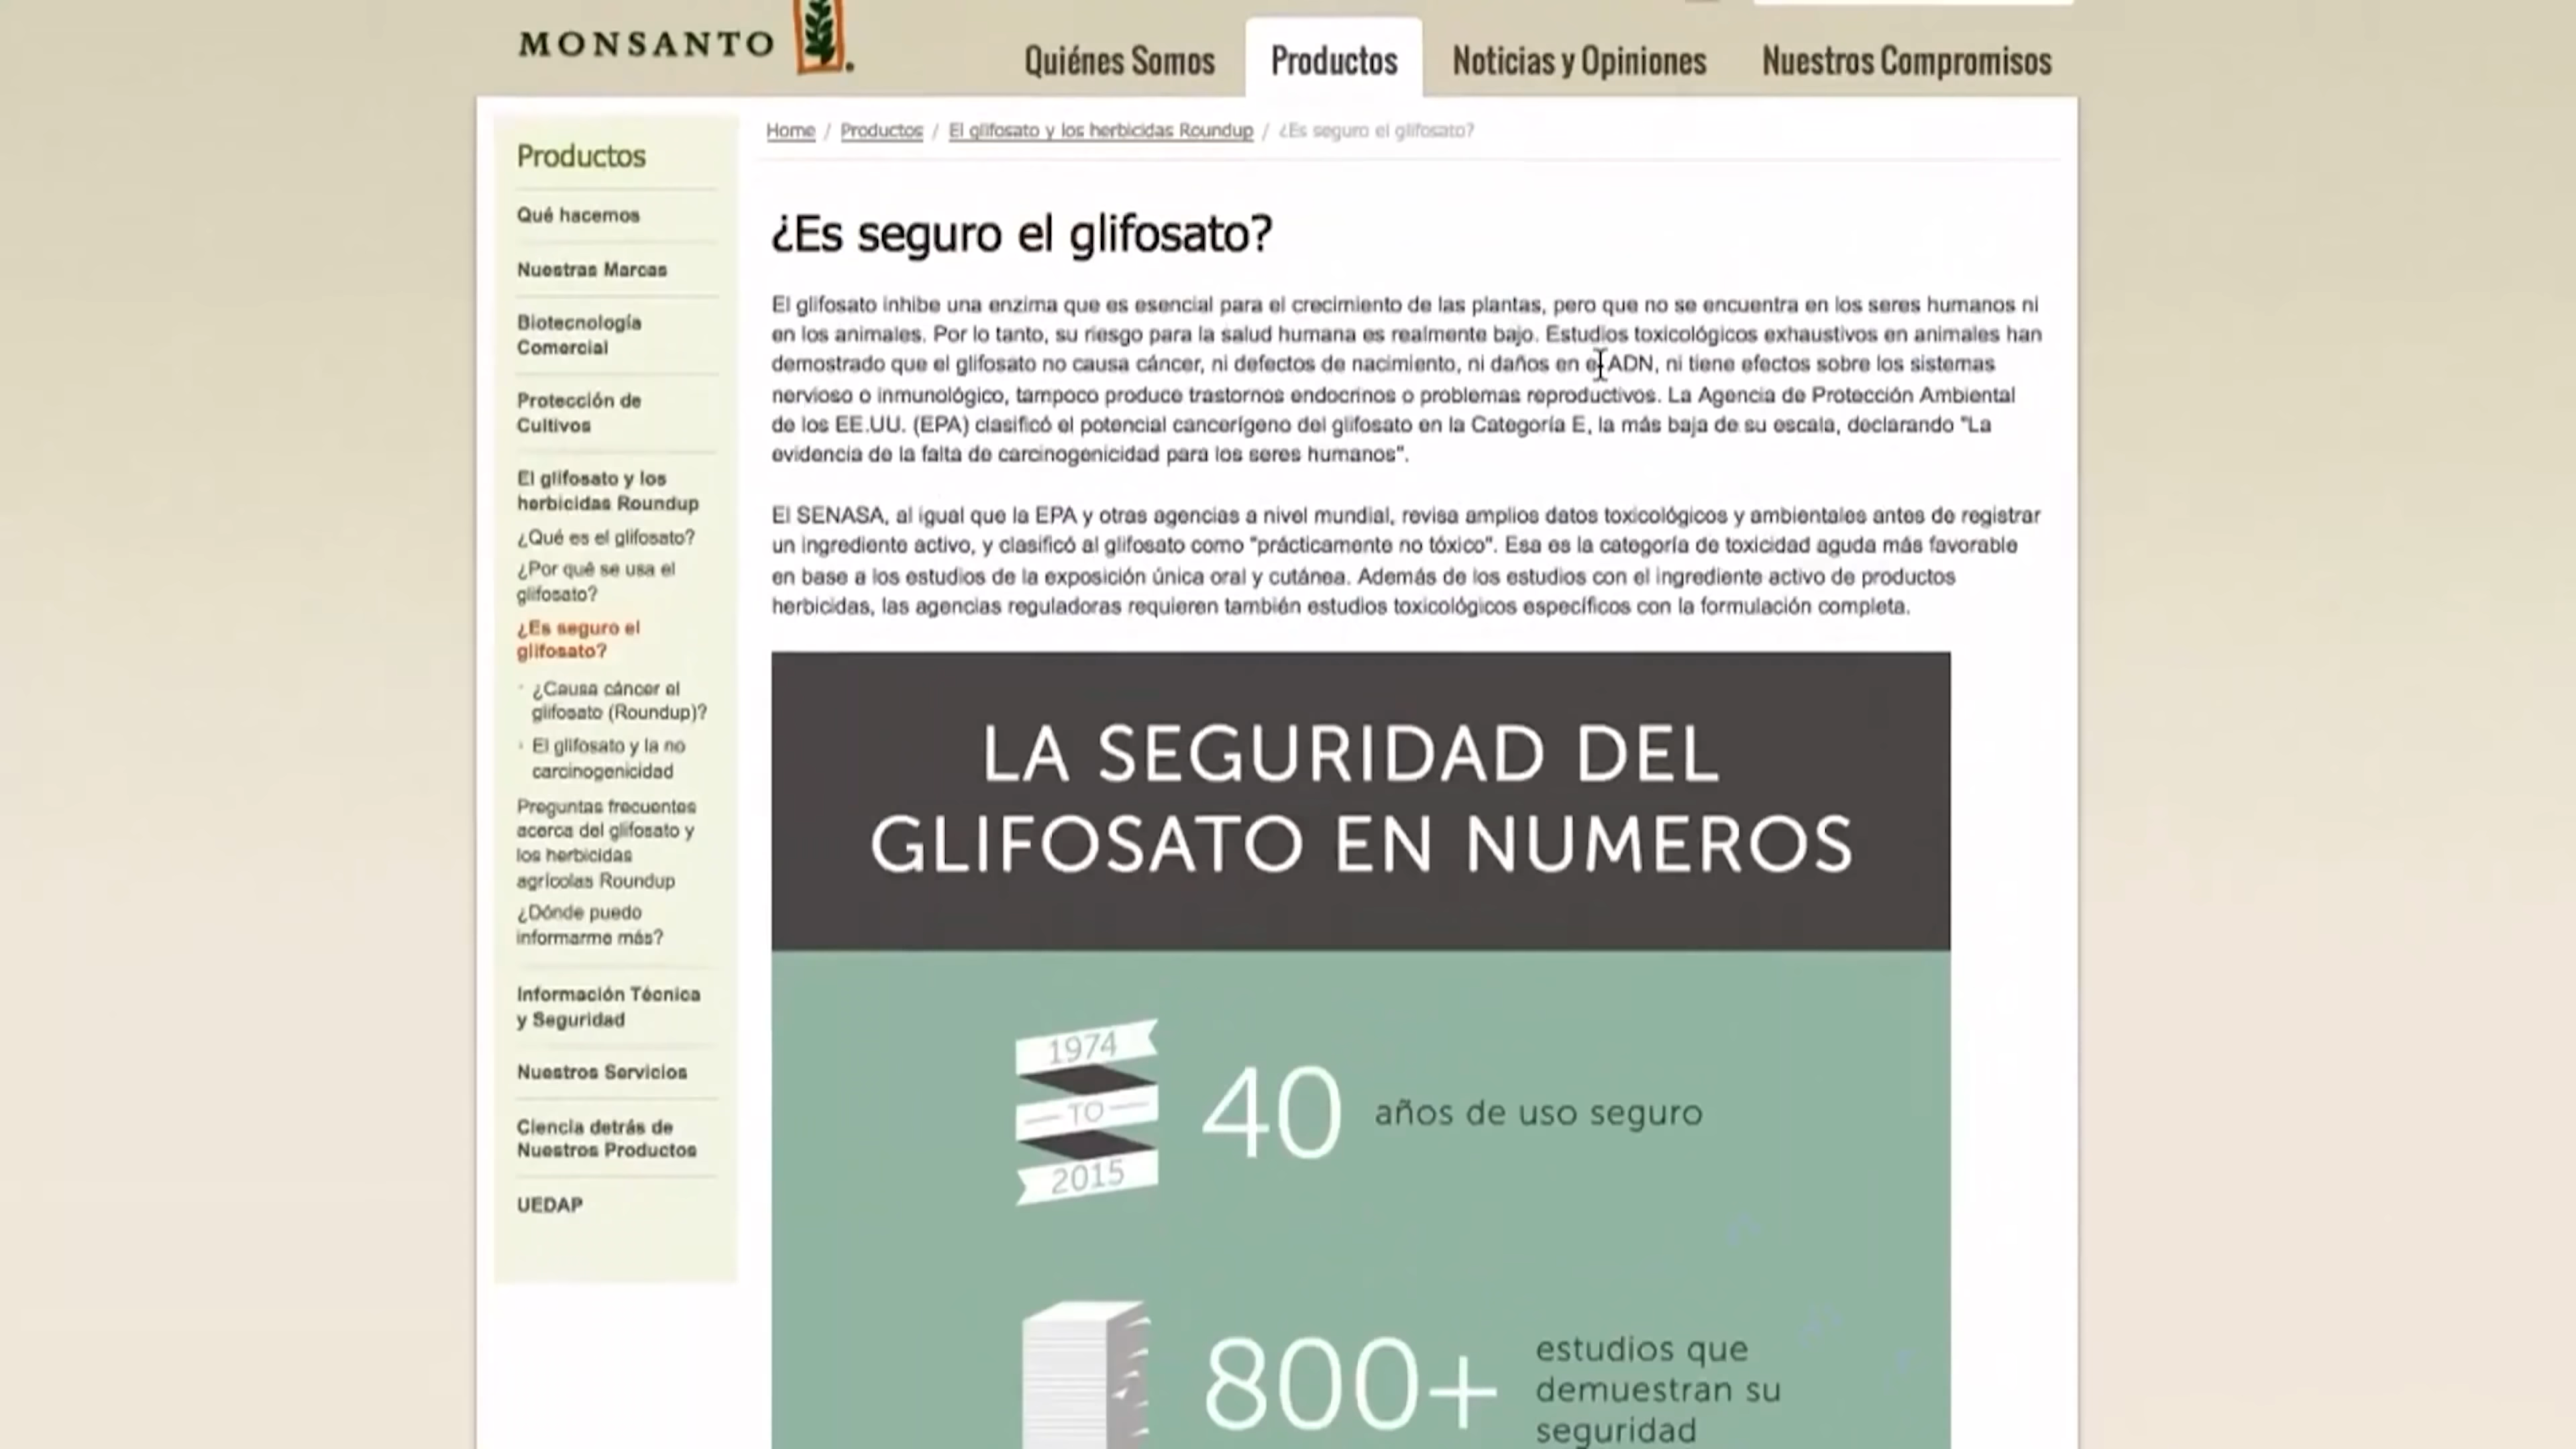 MONSANTO
Quiénes Somos
Productos
Noticias y Opiniones
Nuestros Compromisos
Home / Productos / El glifosato y los herbicidas Roundup / ¿Es seguro el glifosato?
Productos
Qué hacemos
Nuestras Marcas
Biotecnología
Comercial
Protección de
Cultivos
El glifosato y los
herbicidas Roundup
¿Qué es el glifosato?
¿Por qué se usa el
glifosato?
¿Es seguro el
glifosato?
¿Causa cáncer el
glifosato (Roundup)?
El glifosato y la no
carcinogenicidad
Preguntas frecuentes
acerca del glifosato y
los herbicidas
agrícolas Roundup
¿Dónde puedo
informarme más?
Información Técnica
y Seguridad
Nuestros Servicios
Ciencia detrás de
Nuestros Productos
UEDAP
¿Es seguro el glifosato?
El glifosato inhibe una enzima que es esencial para el crecimiento de las plantas, pero que no se encuentra en los seres humanos ni
en los animales. Por lo tanto, su riesgo para la salud humana es realmente bajo. Estudios toxicológicos exhaustivos en animales han
demostrado que el glifosato no causa cáncer, ni defectos de nacimiento, ni daños en el ADN, ni tiene efectos sobre los sistemas
nervioso o inmunológico, tampoco produce trastornos endocrinos o problemas reproductivos. La Agencia de Protección Ambiental
de los EE.UU. (EPA) clasificó el potencial cancerígeno del glifosato en la Categoría E, la más baja de su escala, declarando "La
evidencia de la falta de carcinogenicidad para los seres humanos".
El SENASA, al igual que la EPA y otras agencias a nivel mundial, revisa amplios datos toxicológicos y ambientales antes de registrar
un ingrediente activo, y clasificó al glifosato como "prácticamente no tóxico". Esa es la categoría de toxicidad aguda más favorable
en base a los estudios de la exposición única oral y cutánea. Además de los estudios con el ingrediente activo de productos
herbicidas, las agencias reguladoras requieren también estudios toxicológicos específicos con la formulación completa.
LA SEGURIDAD DEL
GLIFOSATO EN NUMEROS
1974
TO
2015
40 años de uso seguro
800+ estudios que
demuestran su
seguridad